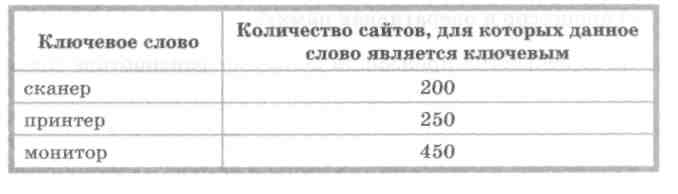 Ключевое слово
Количество сайтов, для которых данное
слово является ключевым
сканер
200
принтер
250
монитор
450